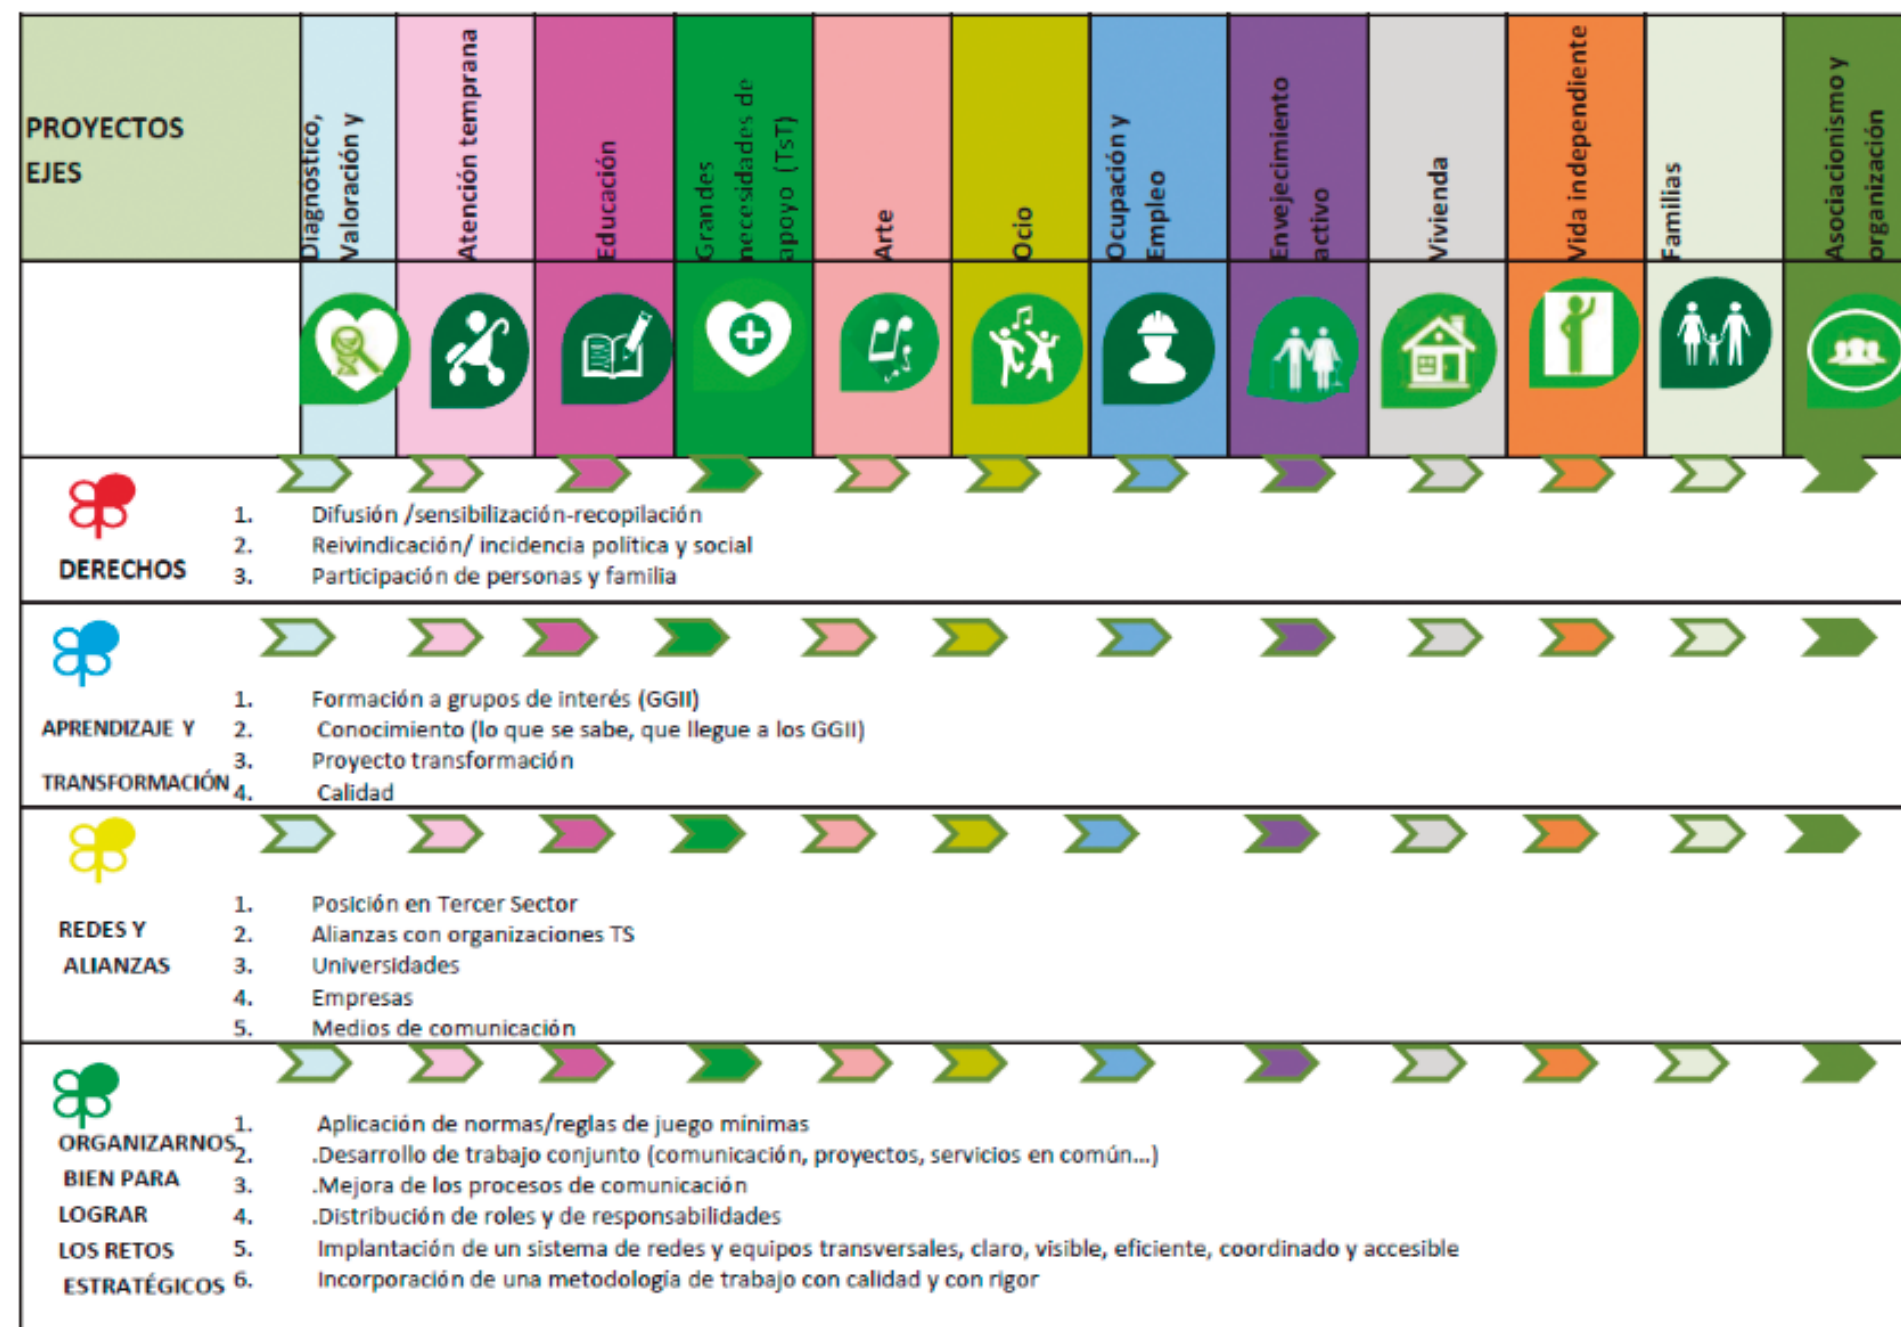 PROYECTOS
EJES
Diagnóstico,
Valoración y
Atención temprana
Educación
Grandes
necesidades de
apoyo (TsT)
Arte
Ocio
Ocupación y
Empleo
Envejecimiento
activo
Vivienda
Vida independiente
Familias
Asociacionismo y
organización
DERECHOS
1. Difusión /sensibilización-recopilación
2. Reivindicación/ incidencia política y social
3. Participación de personas y familia
APRENDIZAJE Y
TRANSFORMACIÓN
1. Formación a grupos de interés (GGII)
2. Conocimiento (lo que se sabe, que llegue a los GGII)
3. Proyecto transformación
4. Calidad
REDES Y
ALIANZAS
1. Posición en Tercer Sector
2. Alianzas con organizaciones TS
3. Universidades
4. Empresas
5. Medios de comunicación
ORGANIZARNOS
BIEN PARA
LOGRAR
LOS RETOS
ESTRATÉGICOS
1. Aplicación de normas/reglas de juego mínimas
2. .Desarrollo de trabajo conjunto (comunicación, proyectos, servicios en común...)
3. .Mejora de los procesos de comunicación
4. .Distribución de roles y de responsabilidades
5. Implantación de un sistema de redes y equipos transversales, claro, visible, eficiente, coordinado y accesible
6. Incorporación de una metodología de trabajo con calidad y con rigor